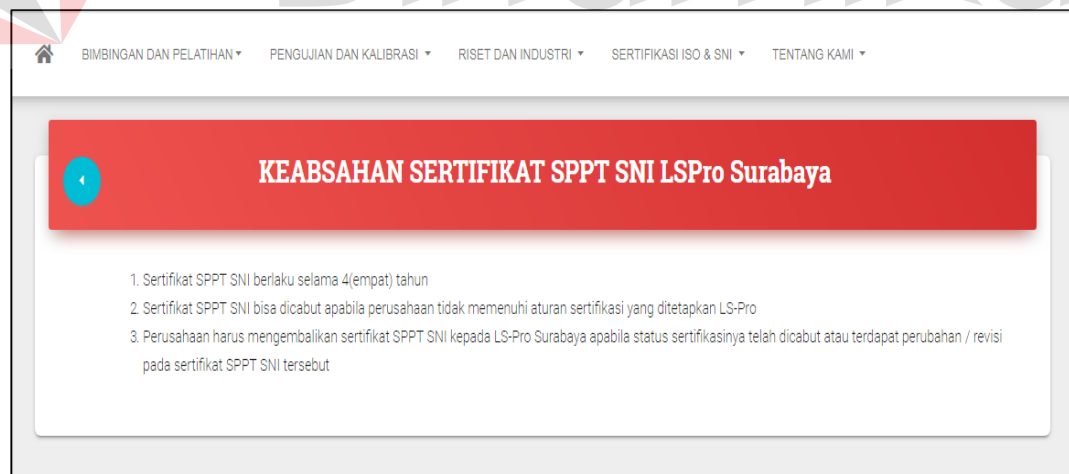 BIMBINGAN DAN PELATIHAN PENGUJIAN DAN KALIBRASI RISET DAN INDUSTRI SERTIFIKASI ISO & SNI TENTANG KAMI
KEABSAHAN SERTIFIKAT SPPT SNI LSPro Surabaya
1. Sertifikat SPPT SNI berlaku selama 4(empat) tahun
2. Sertifikat SPPT SNI bisa dicabut apabila perusahaan tidak memenuhi aturan sertifikasi yang ditetapkan LS-Pro
3. Perusahaan harus mengembalikan sertifikat SPPT SNI kepada LS-Pro Surabaya apabila status sertifikasinya telah dicabut atau terdapat perubahan / revisi
pada sertifikat SPPT SNI tersebut